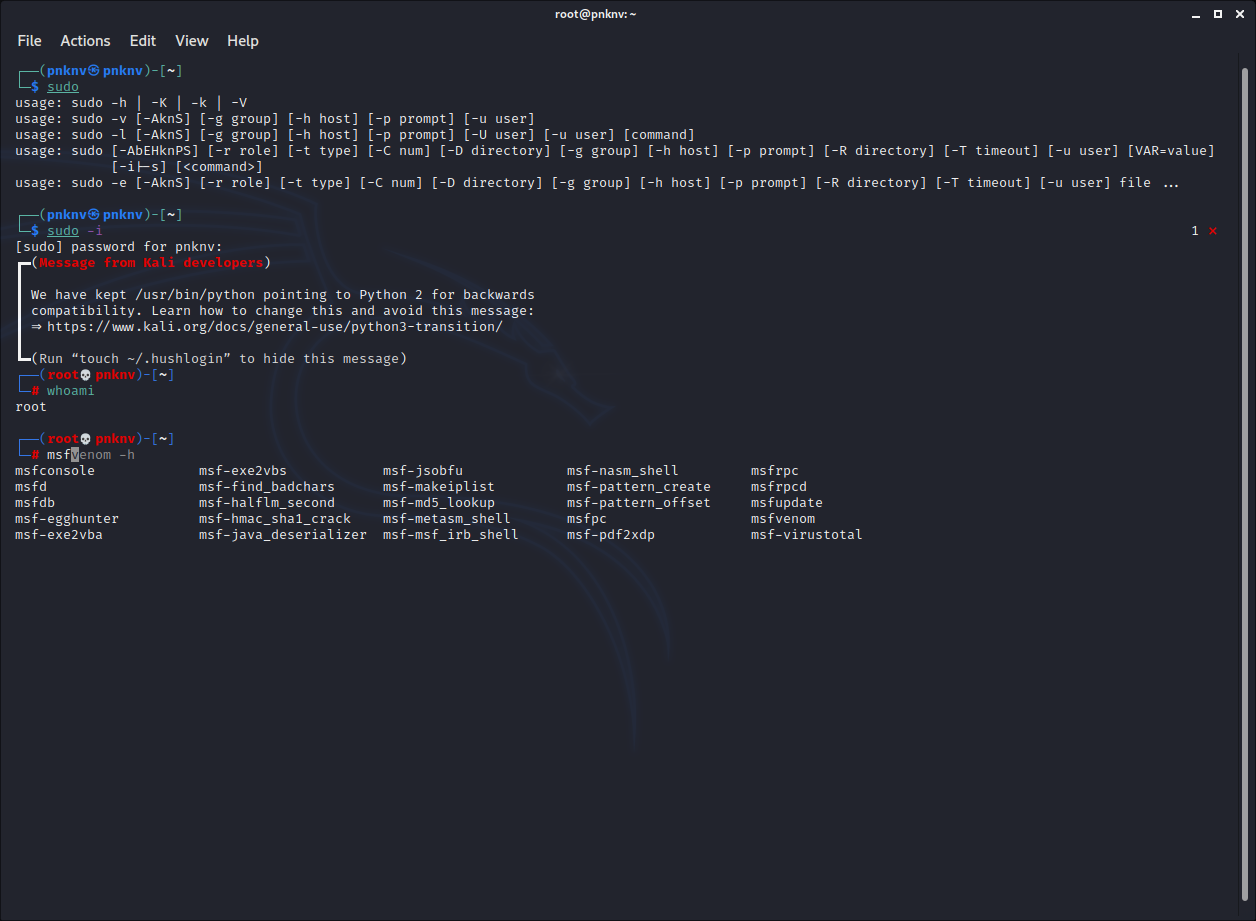 root@pnknv: ~
File Actions Edit View Help
┌──(pnknv㉿pnknv)-[~]
└─$ sudo
usage: sudo -h | -K | -k | -V
usage: sudo -v [-AknS] [-g group] [-h host] [-p prompt] [-u user]
usage: sudo -l [-AknS] [-g group] [-h host] [-p prompt] [-U user] [-u user] [command]
usage: sudo [-AbEHknPS] [-r role] [-t type] [-C num] [-D directory] [-g group] [-h host] [-p prompt] [-R directory] [-T timeout] [-u user] [VAR=value]
[-i|-s] [<command>]
usage: sudo -e [-AknS] [-r role] [-t type] [-C num] [-D directory] [-g group] [-h host] [-p prompt] [-R directory] [-T timeout] [-u user] file ...
┌──(pnknv㉿pnknv)-[~]
└─$ sudo -i 1 ⨯
[sudo] password for pnknv:
┏━(Message from Kali developers)
┃ We have kept /usr/bin/python pointing to Python 2 for backwards
┃ compatibility. Learn how to change this and avoid this message:
┃ ⇒ https://www.kali.org/docs/general-use/python3-transition/
┗━(Run “touch ~/.hushlogin” to hide this message)
┌──(root💀pnknv)-[~]
└─# whoami
root
┌──(root💀pnknv)-[~]
└─# msfvenom -h
msfconsole msf-exe2vbs msf-jsobfu msf-nasm_shell msfrpc
msfd msf-find_badchars msf-makeiplist msf-pattern_create msfrpcd
msfdb msf-halflm_second msf-md5_lookup msf-pattern_offset msfupdate
msf-egghunter msf-hmac_sha1_crack msf-metasm_shell msfpc msfvenom
msf-exe2vba msf-java_deserializer msf-msf_irb_shell msf-pdf2xdp msf-virustotal